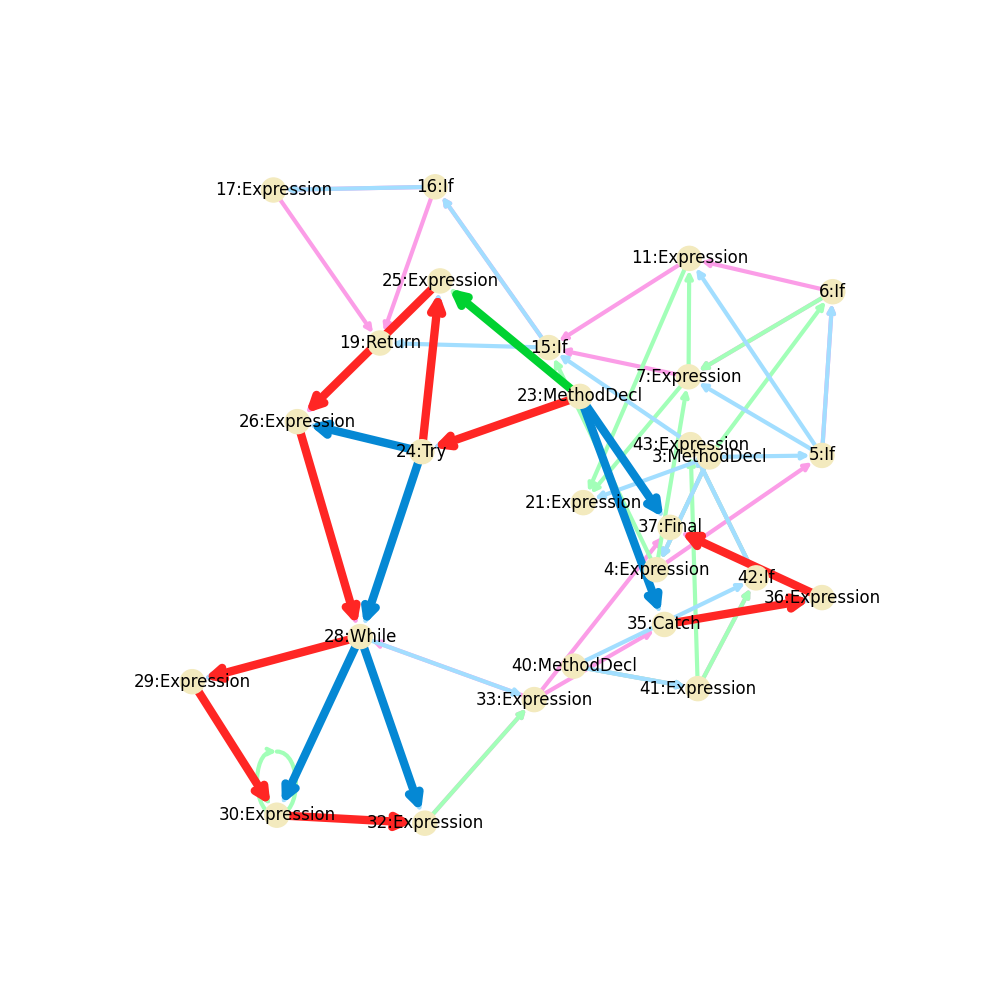 17:Expression
16:If
11:Expression
25:Expression
6:If
19:Return
15:If
7:Expression
23:MethodDecl
26:Expression
43:Expression
24:Try
3:MethodDecl
5:If
21:Expression
37:Final
4:Expression
42:If
36:Expression
35:Catch
28:While
40:MethodDecl
29:Expression
41:Expression
33:Expression
30:Expression
32:Expression